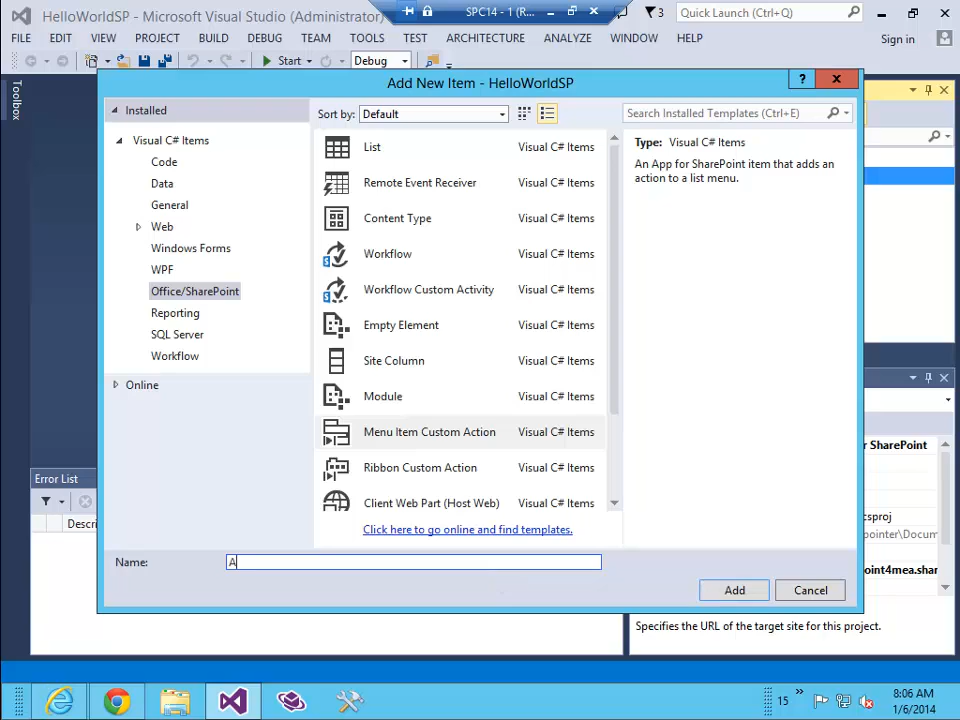 HelloWorldSP - Microsoft Visual Studio (Administrator)
SPC14 - 1 (R...
3
Quick Launch (Ctrl+Q)
FILE EDIT VIEW PROJECT BUILD DEBUG TEAM TOOLS TEST ARCHITECTURE ANALYZE WINDOW HELP
Sign in
Start
Debug
Toolbox
Add New Item - HelloWorldSP
?
Installed
Sort by: Default
Search Installed Templates (Ctrl+E)
Visual C# Items
Code
Data
General
Web
Windows Forms
WPF
Office/SharePoint
Reporting
SQL Server
Workflow
Online
List Visual C# Items
Remote Event Receiver Visual C# Items
Content Type Visual C# Items
Workflow Visual C# Items
Workflow Custom Activity Visual C# Items
Empty Element Visual C# Items
Site Column Visual C# Items
Module Visual C# Items
Menu Item Custom Action Visual C# Items
Ribbon Custom Action Visual C# Items
Client Web Part (Host Web) Visual C# Items
Click here to go online and find templates.
Type: Visual C# Items
An App for SharePoint item that adds an
action to a list menu.
Name: A
Add
Cancel
Error List
Descri
r SharePoint
csproj
pointer\Docum
point4mea.shar
Specifies the URL of the target site for this project.
15
8:06 AM
1/6/2014